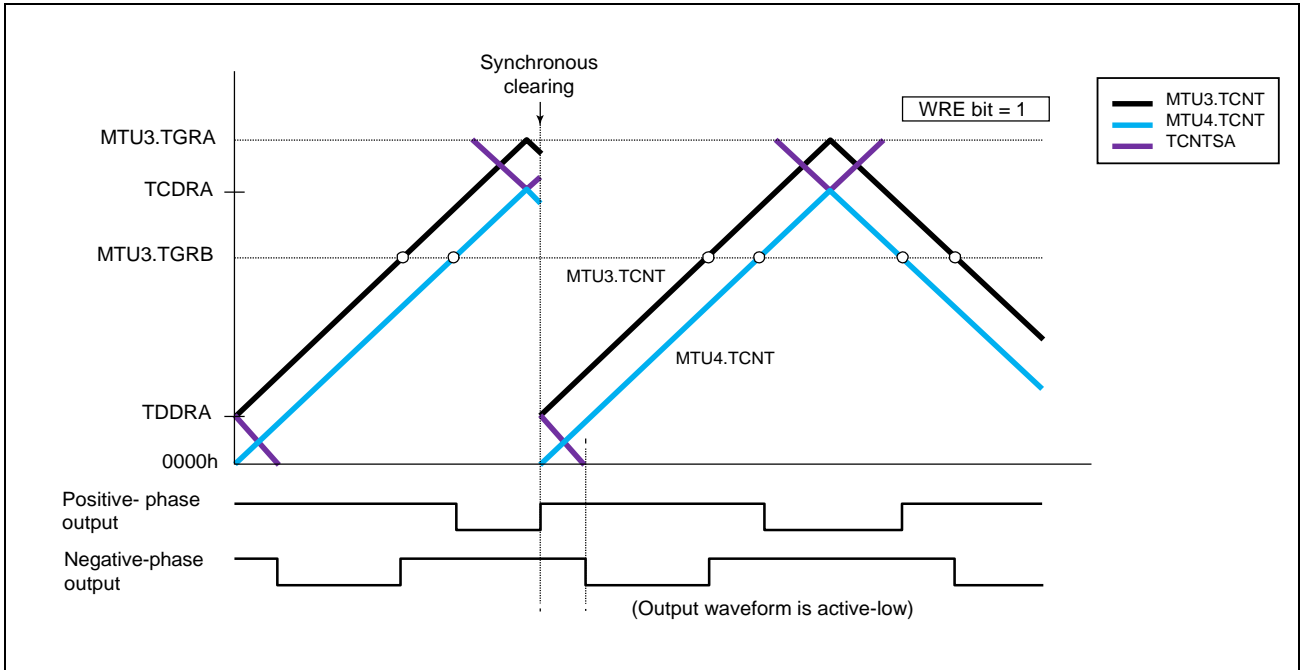 Synchronous
clearing
WRE bit = 1
MTU3.TCNT
MTU4.TCNT
TCNTSA
MTU3.TGRA
TCDRA
MTU3.TGRB
MTU3.TCNT
MTU4.TCNT
TDDRA
0000h
Positive- phase
output
Negative-phase
output
(Output waveform is active-low)